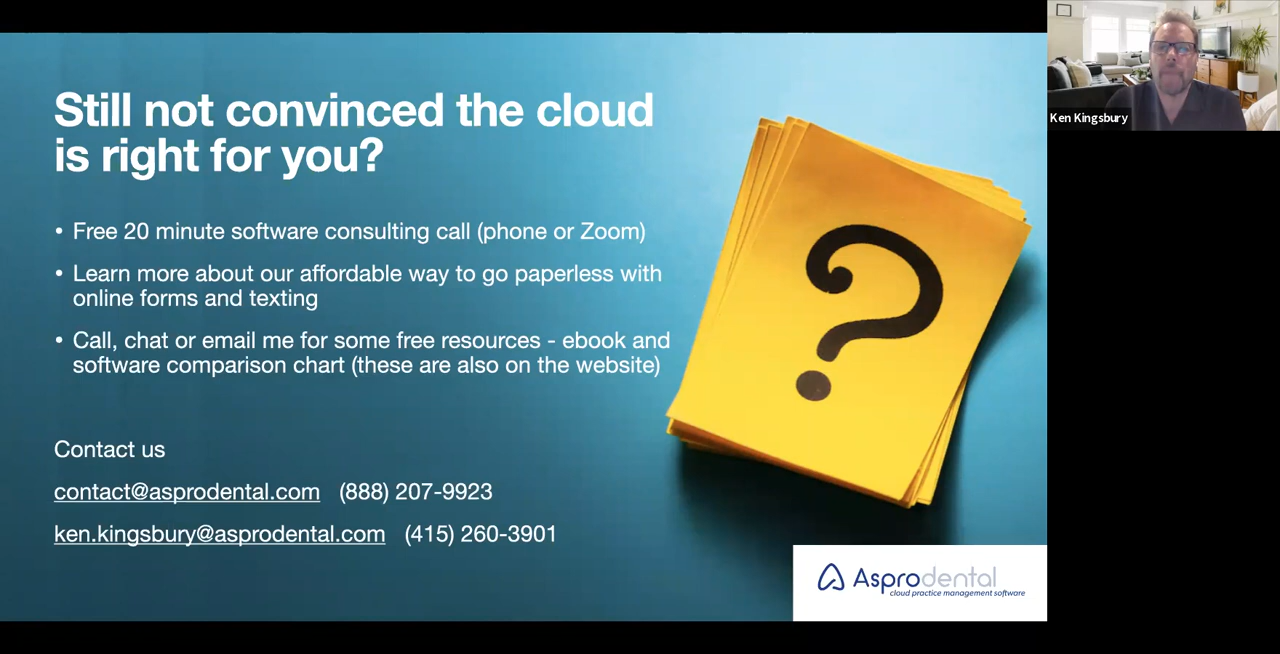 Still not convinced the cloud
is right for you?
• Free 20 minute software consulting call (phone or Zoom)
• Learn more about our affordable way to go paperless with
online forms and texting
• Call, chat or email me for some free resources - ebook and
software comparison chart (these are also on the website)
Contact us
contact@asprodental.com (888) 207-9923
ken.kingsbury@asprodental.com (415) 260-3901
?
Asprodental
cloud practice management software
Ken Kingsbury